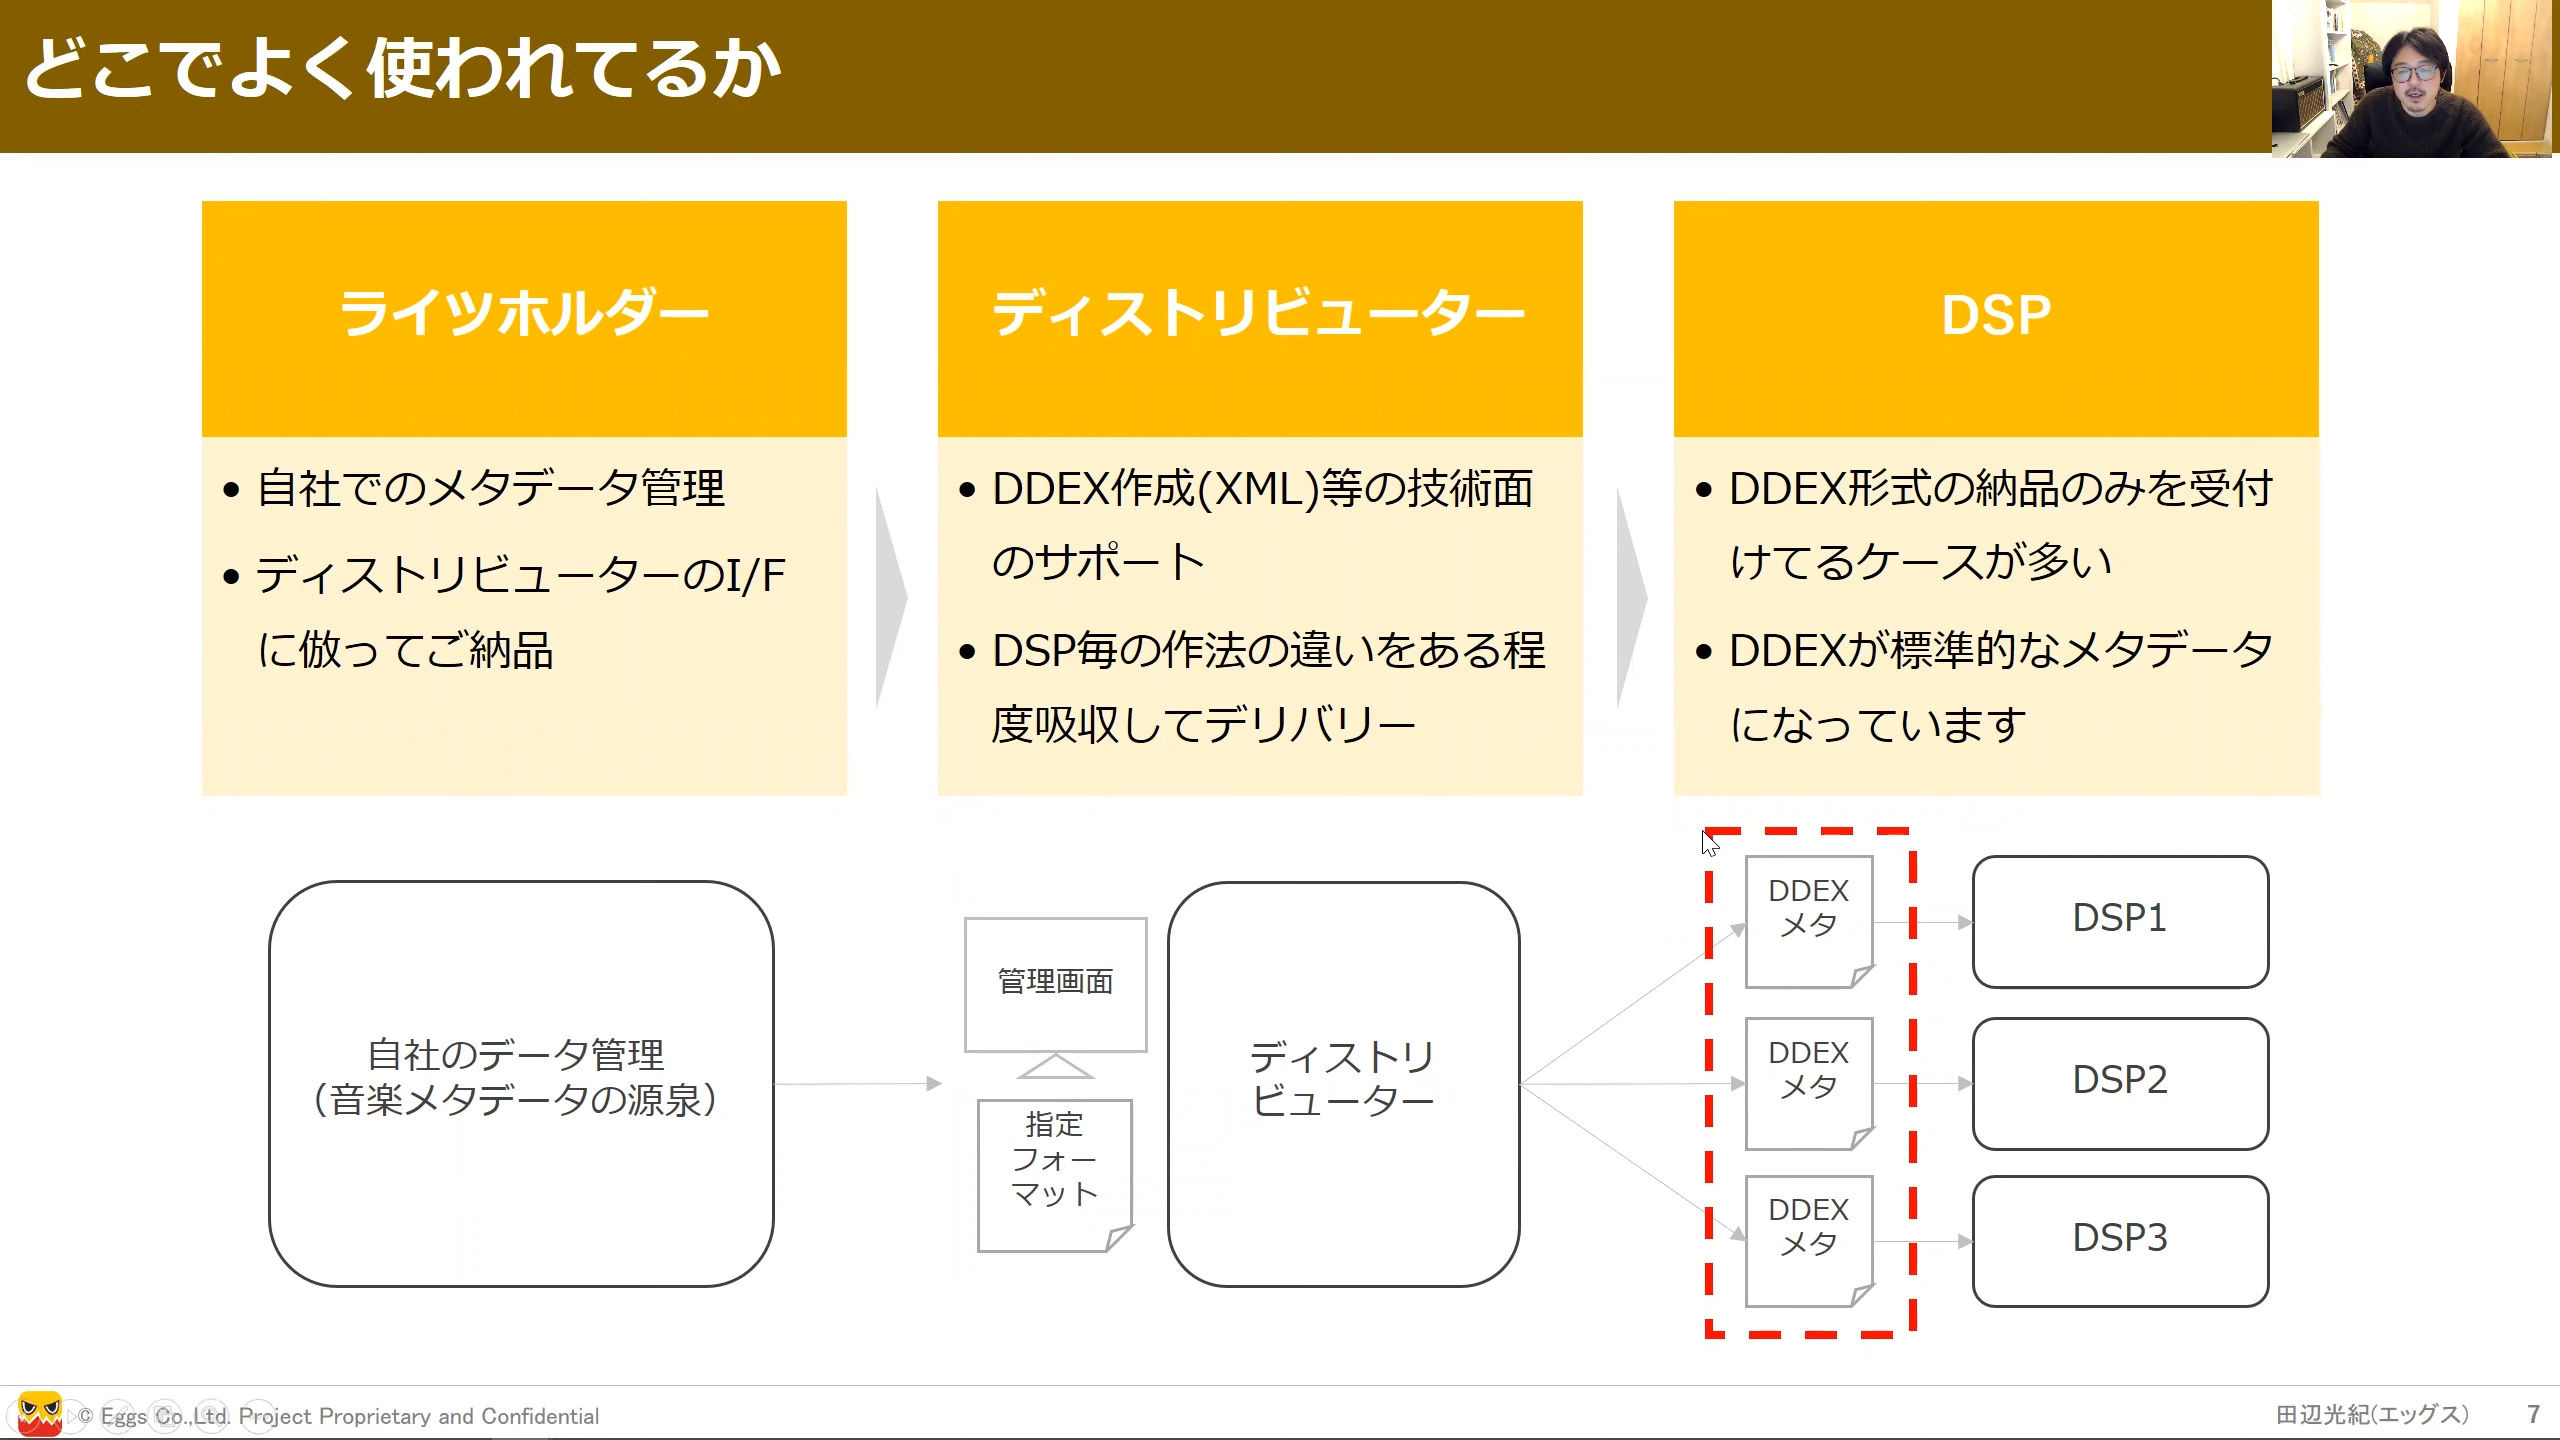 どこでよく使われてるか
ライツホルダー
• 自社でのメタデータ管理
• ディストリビューターのI/F
に倣ってご納品
ディストリビューター
• DDEX作成(XML)等の技術面
のサポート
• DSP毎の作法の違いをある程
度吸収してデリバリー
DSP
• DDEX形式の納品のみを受付
けてるケースが多い
• DDEXが標準的なメタデータ
になっています
自社のデータ管理
（音楽メタデータの源泉）
管理画面
指定
フォー
マット
ディストリ
ビューター
DDEX
メタ
DSP1
DDEX
メタ
DSP2
DDEX
メタ
DSP3
© Eggs Co.,Ltd. Project Proprietary and Confidential
田辺光紀(エッグス)
7